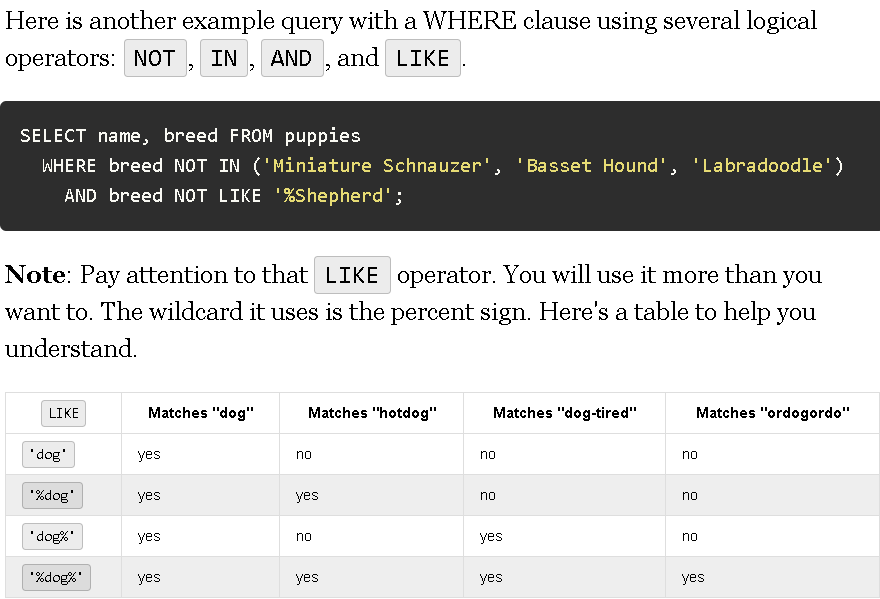 Here is another example query with a WHERE clause using several logical
operators: NOT, IN, AND, and LIKE.
SELECT name, breed FROM puppies
WHERE breed NOT IN ('Miniature Schnauzer', 'Basset Hound', 'Labradoodle')
AND breed NOT LIKE '%Shepherd';
Note: Pay attention to that LIKE operator. You will use it more than you
want to. The wildcard it uses is the percent sign. Here's a table to help you
understand.
LIKE Matches "dog" Matches "hotdog" Matches "dog-tired" Matches "ordogordo"
'dog' yes no no no
'%dog' yes yes no no
'dog%' yes no yes no
'%dog%' yes yes yes yes